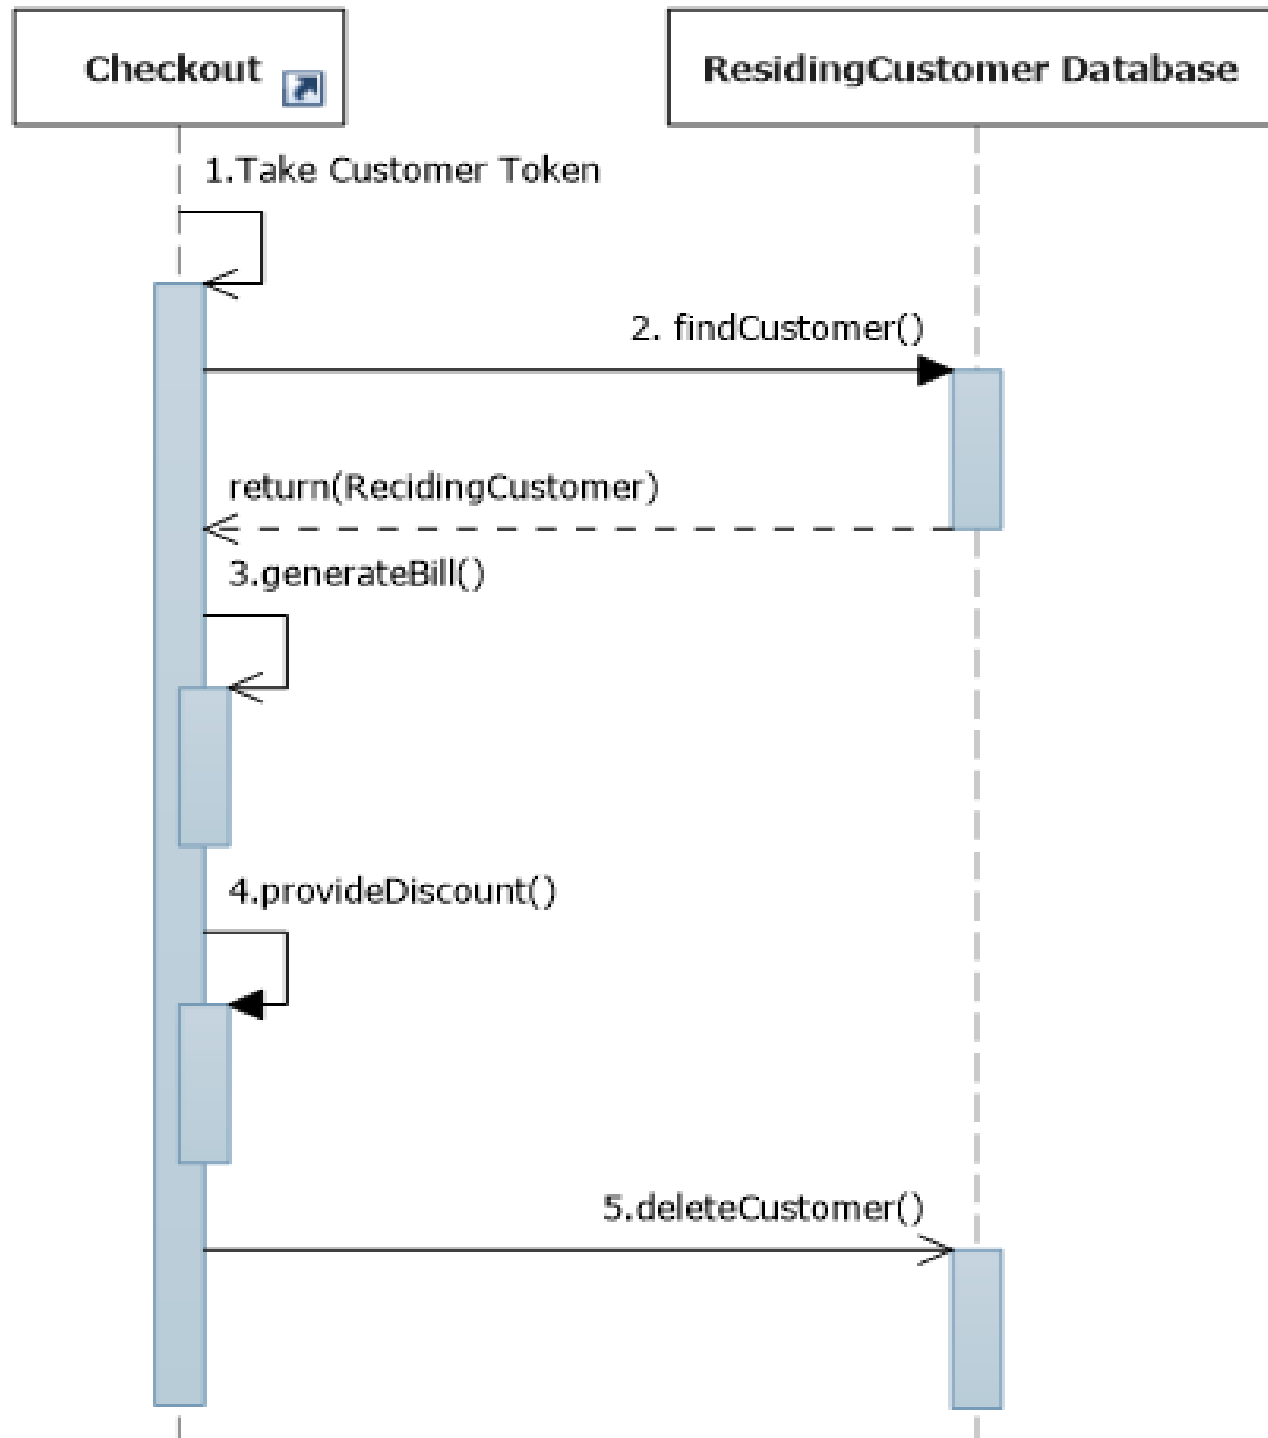 Checkout
ResidingCustomer Database
1.Take Customer Token
2. findCustomer()
return(RecidingCustomer)
3.generateBill()
4.provideDiscount()
5.deleteCustomer()